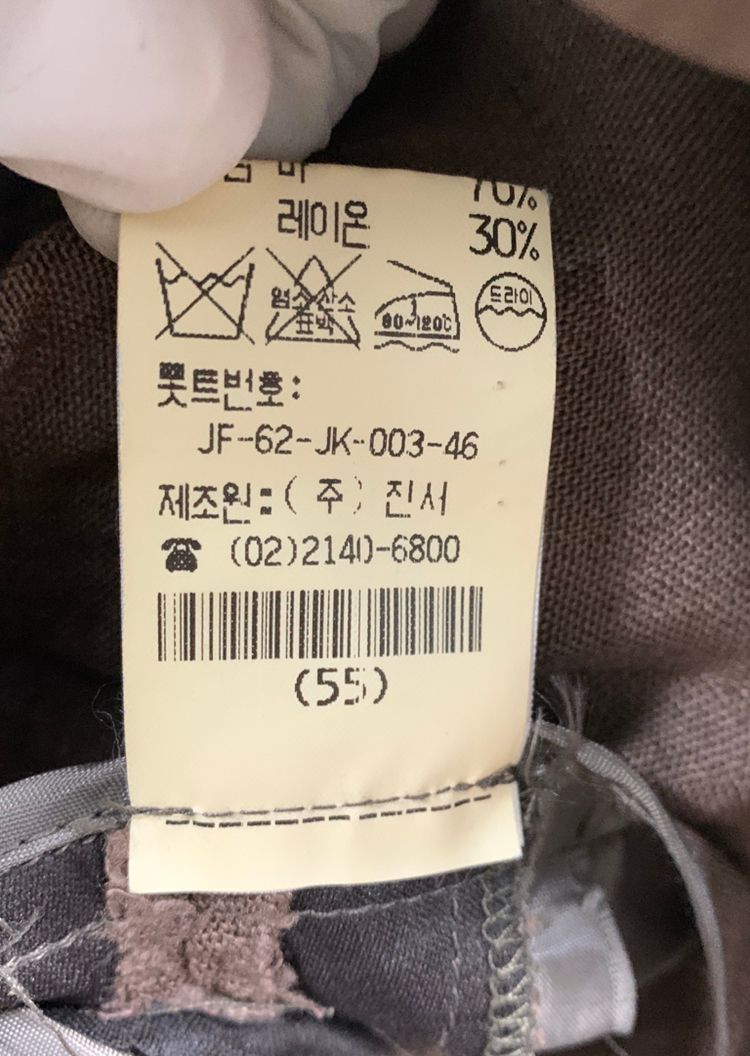 레이온 30%
염소 산소 표백 80~120℃ 드라이
롯트번호:
JF-62-JK-003-46
제조원:(주) 진서
☎ (02)2140-6800
(55)